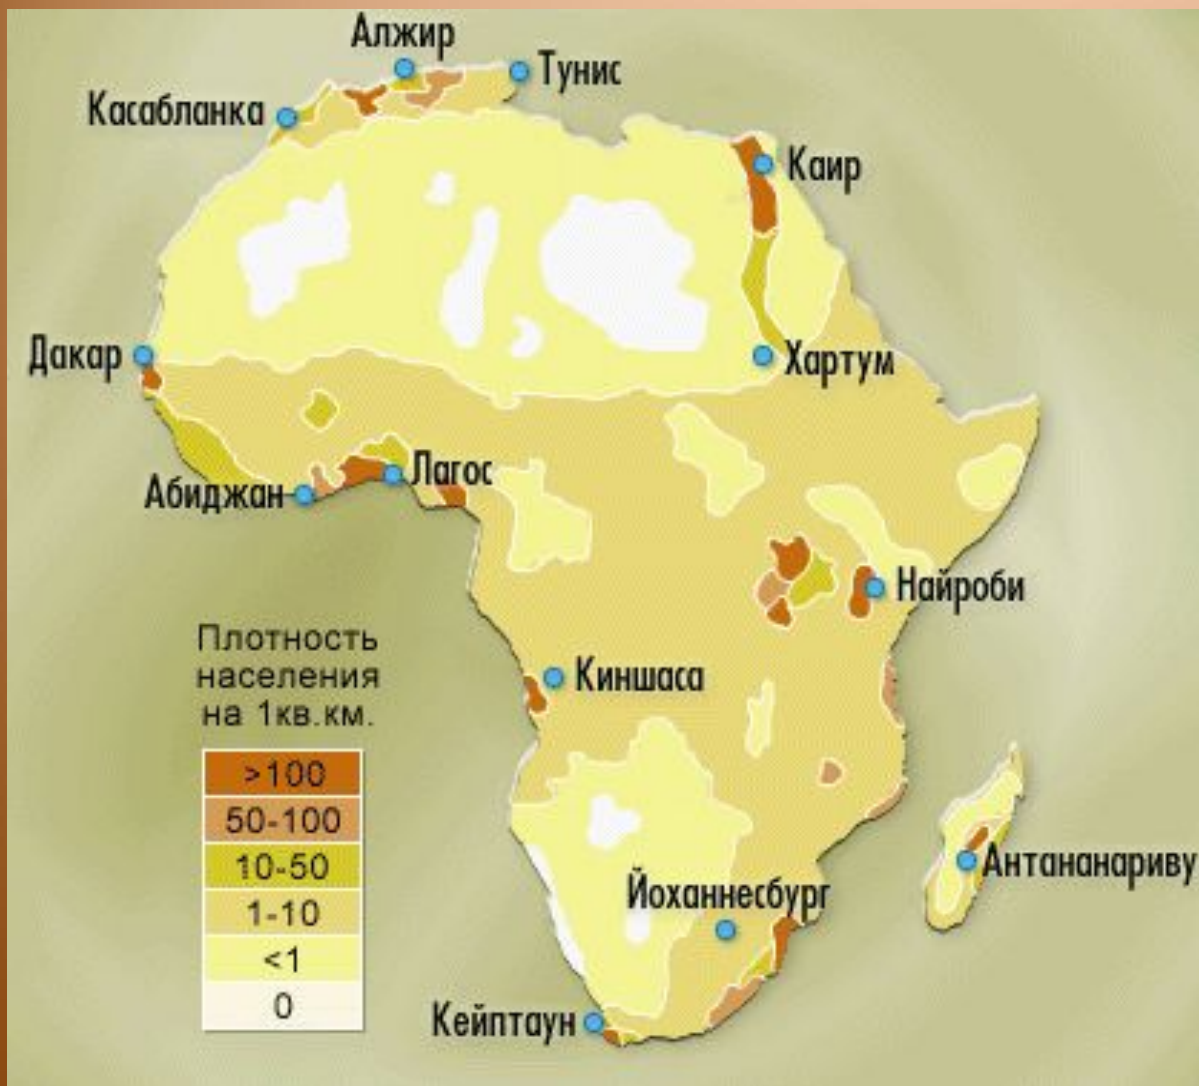 Алжир
Тунис
Касабланка
Каир
Дакар
Хартум
Лагос
Абиджан
Найроби
Плотность
населения
на 1кв.км.
Киншаса
>100
50-100
10-50
1-10
<1
0
Антананариву
Йоханнесбург
Кейптаун